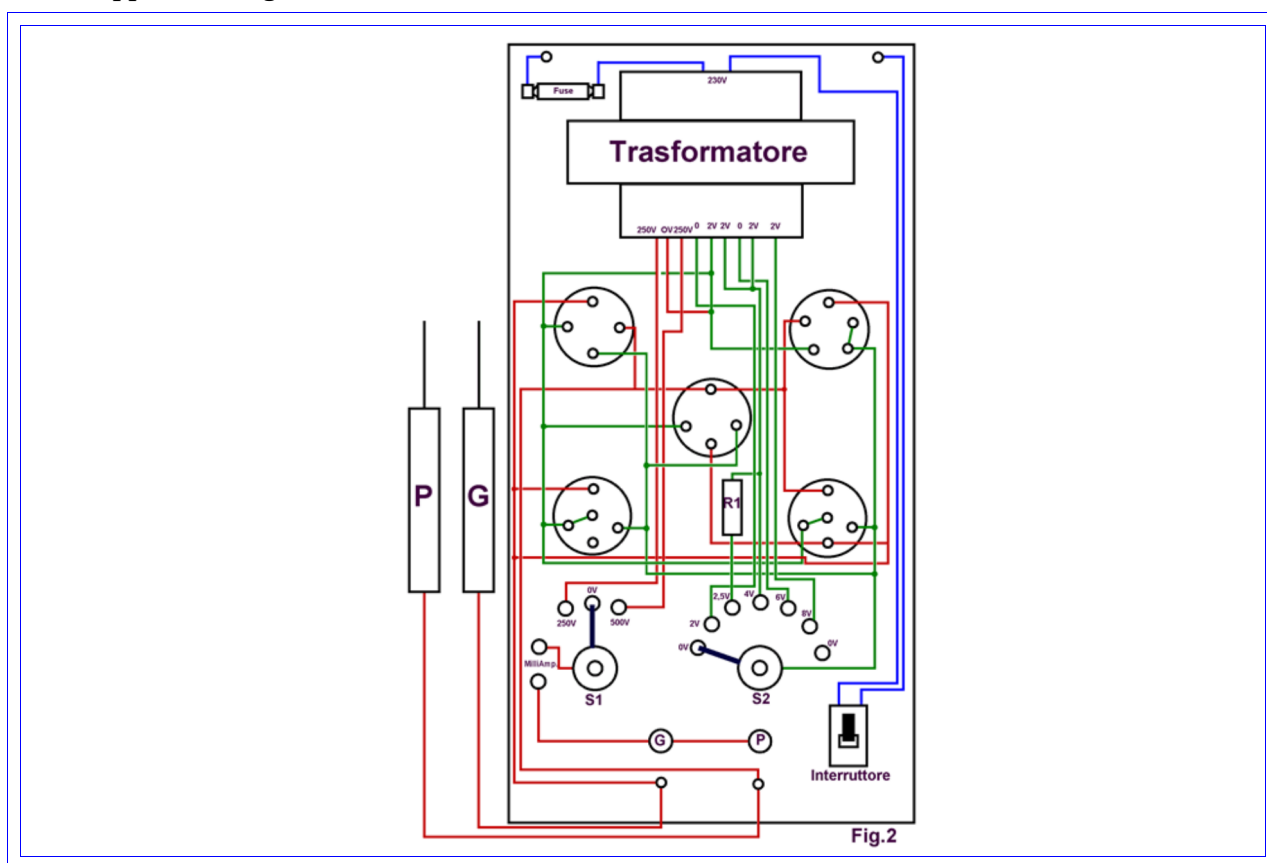 230V
Fuse
Trasformatore
250V OV 250V 0 2V 2V 0 2V 2V
P
G
R1
0V
250V
500V
2V
2,5V
4V
6V
8V
0V
0V
MilliAmp.
S1
S2
G
P
Interruttore
Fig.2